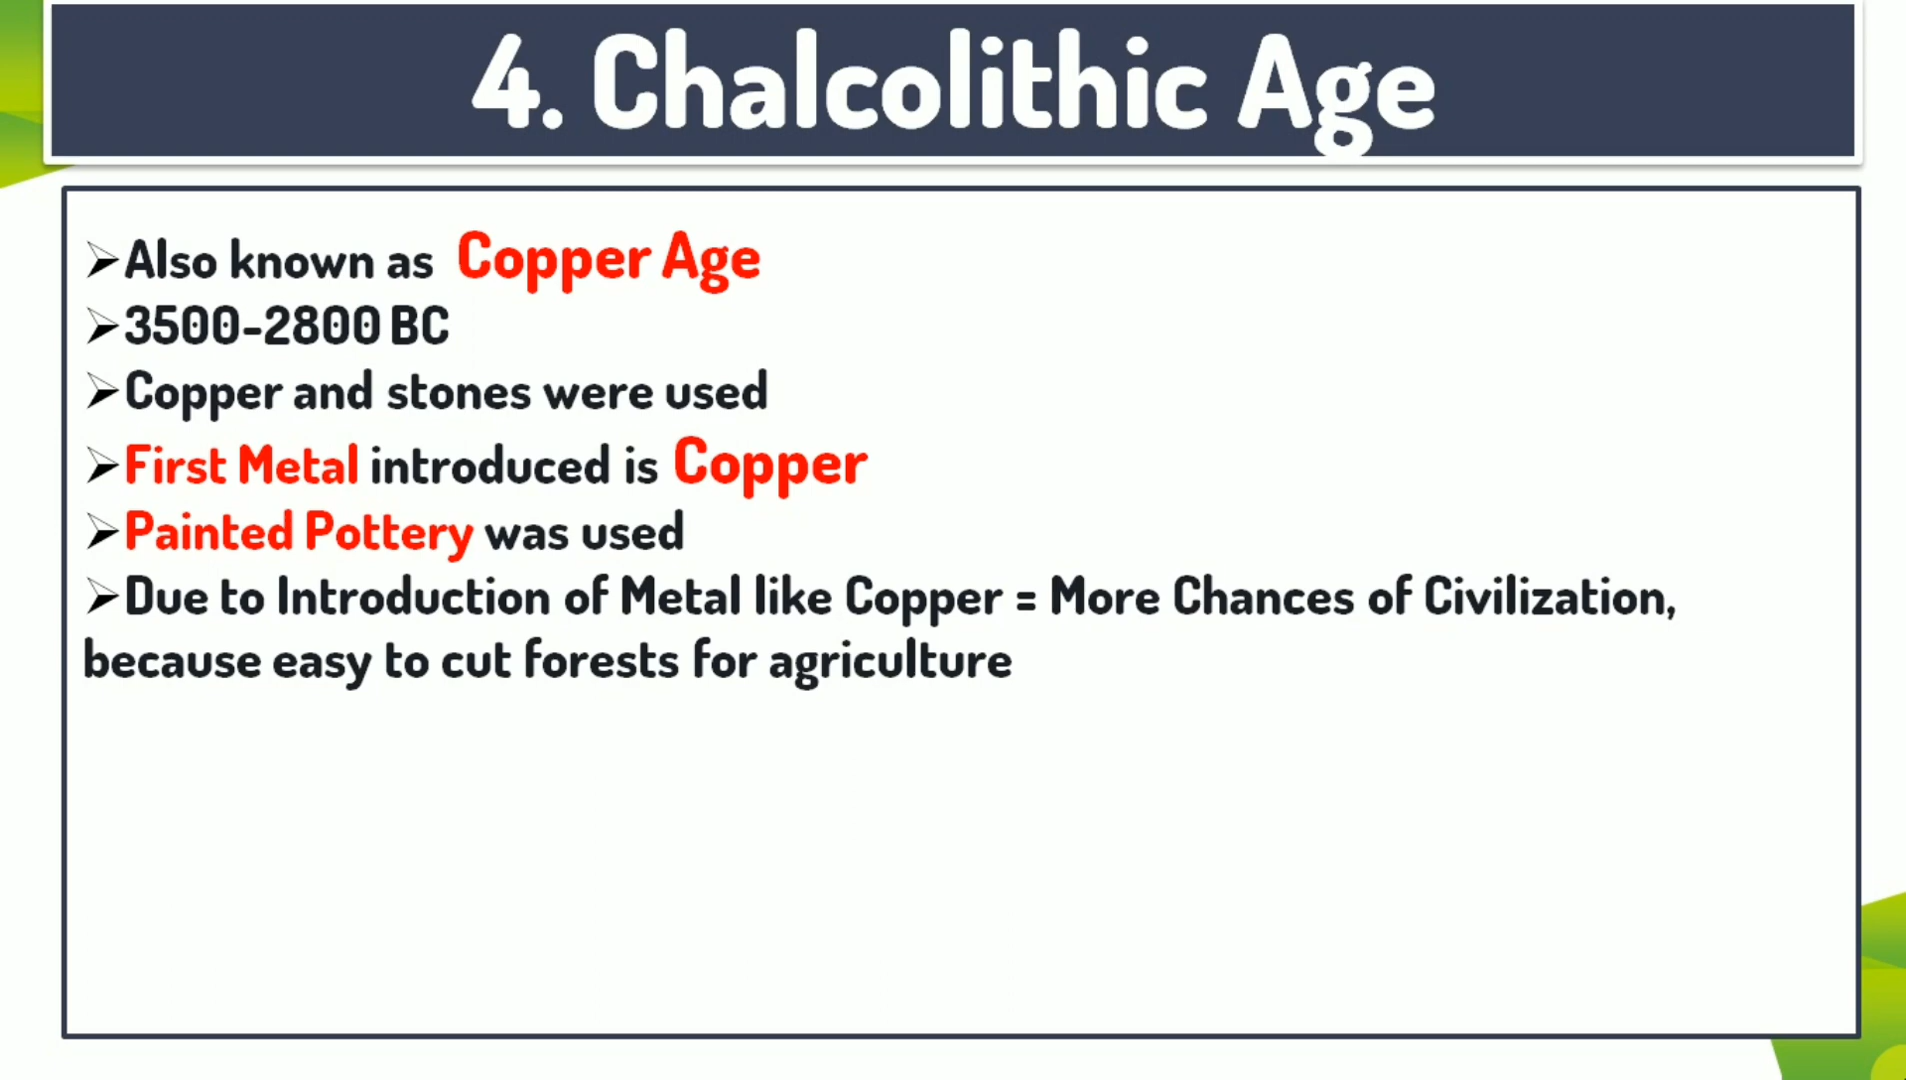 4. Chalcolithic Age
➢Also known as Copper Age
➢3500-2800 BC
➢Copper and stones were used
➢First Metal introduced is Copper
➢Painted Pottery was used
➢Due to Introduction of Metal like Copper = More Chances of Civilization,
because easy to cut forests for agriculture